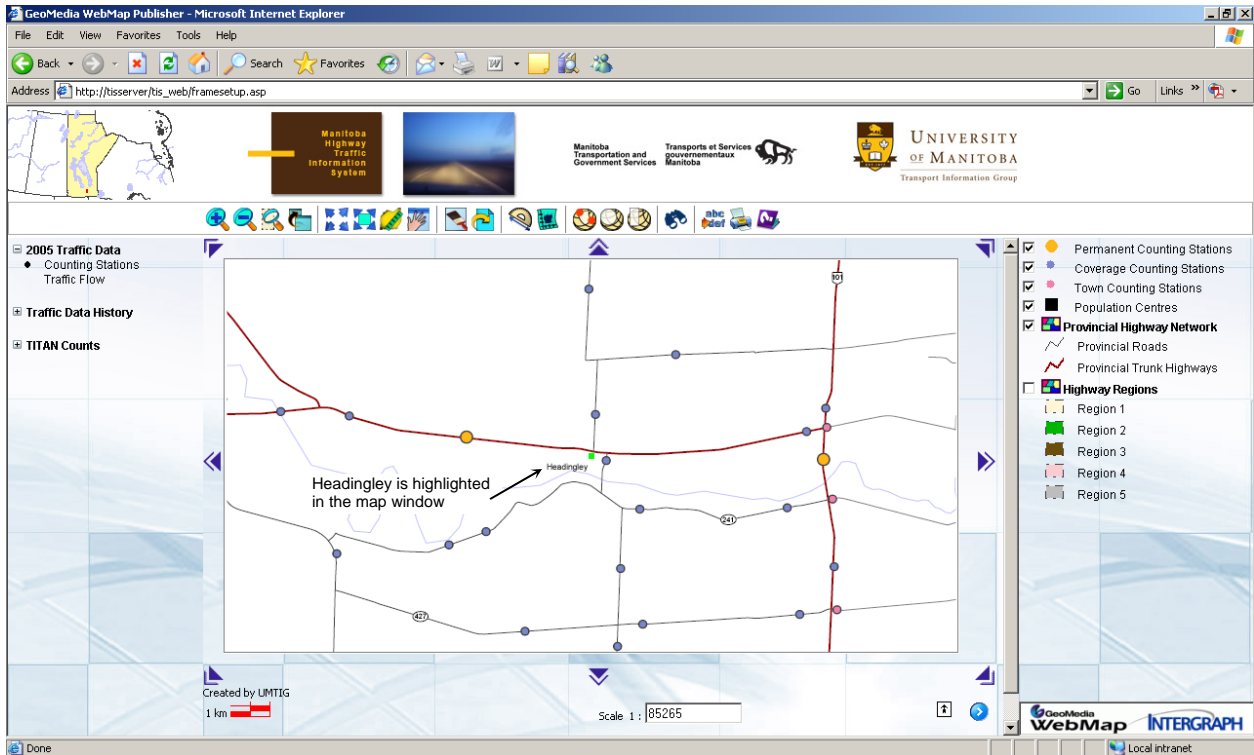 GeoMedia WebMap Publisher - Microsoft Internet Explorer
File Edit View Favorites Tools Help
Back Search Favorites
Address http://tisserver/tis_web/framesetup.asp Go Links »
Manitoba
Highway
Traffic
Information
System
Manitoba
Transportation and
Government Services
Transports et Services
gouvernementaux
Manitoba
UNIVERSITY
OF MANITOBA
Transport Information Group
abc
def
2005 Traffic Data
Counting Stations
Traffic Flow
Traffic Data History
TITAN Counts
101
Headingley
Headingley is highlighted
in the map window
241
427
Permanent Counting Stations
Coverage Counting Stations
Town Counting Stations
Population Centres
Provincial Highway Network
Provincial Roads
Provincial Trunk Highways
Highway Regions
Region 1
Region 2
Region 3
Region 4
Region 5
Created by UMTIG
1 km
Scale 1 : 85265
GeoMedia
WebMap
INTERGRAPH
Done Local intranet